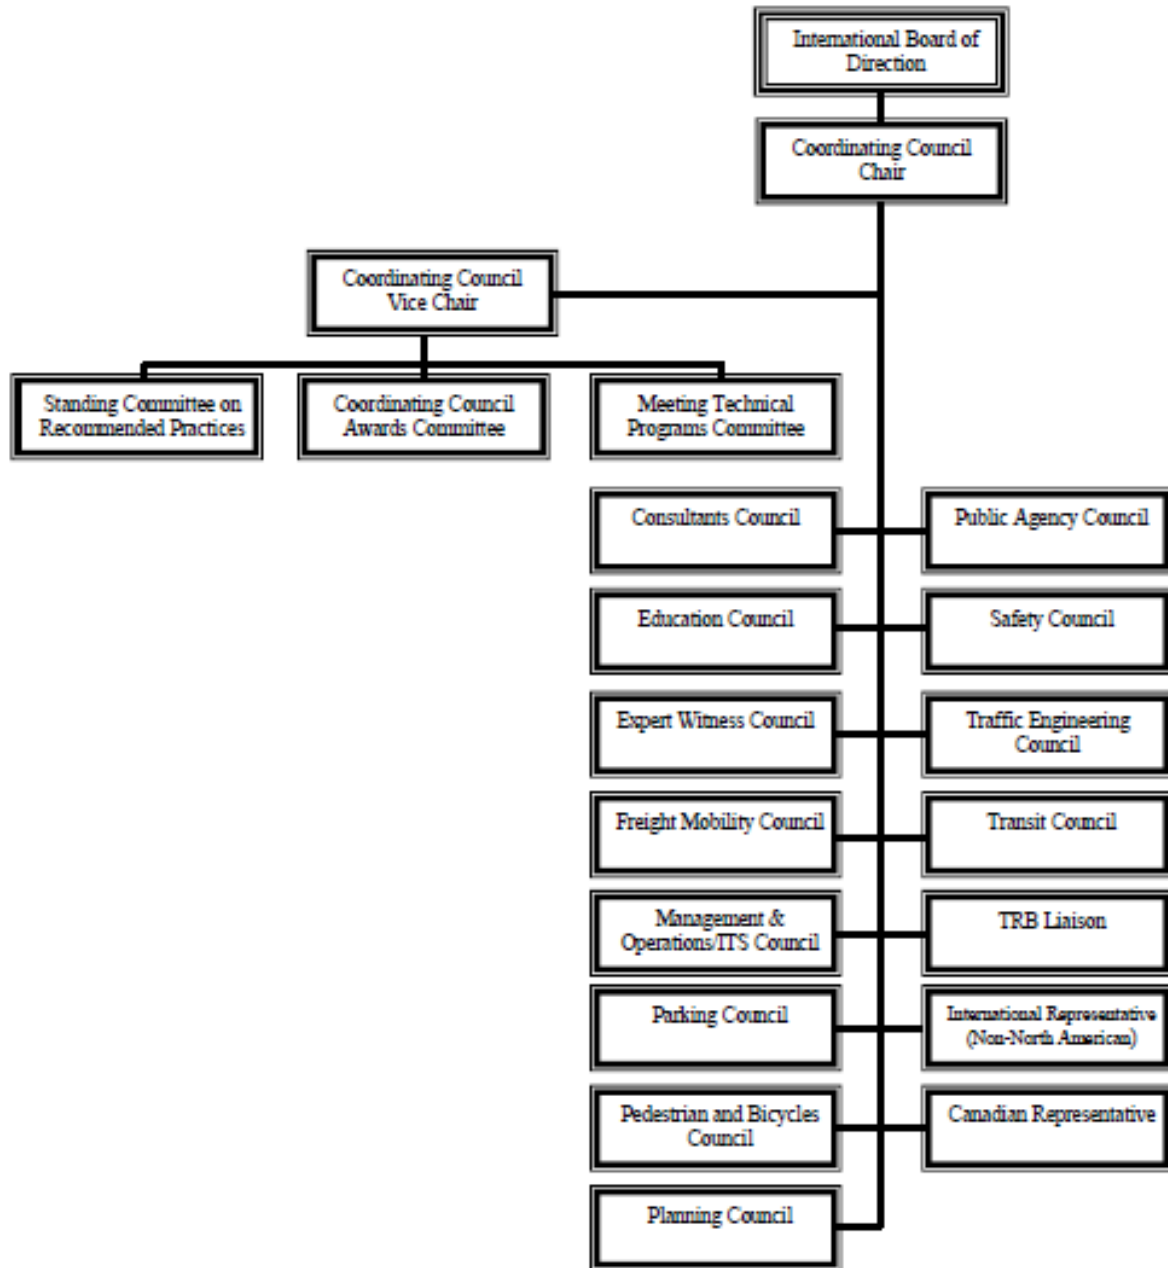 International Board of
Direction
Coordinating Council
Chair
Coordinating Council
Vice Chair
Standing Committee on
Recommended Practices
Coordinating Council
Awards Committee
Meeting Technical
Programs Committee
Consultants Council
Public Agency Council
Education Council
Safety Council
Expert Witness Council
Traffic Engineering
Council
Freight Mobility Council
Transit Council
Management &
Operations/ITS Council
TRB Liaison
Parking Council
International Representative
(Non-North American)
Pedestrian and Bicycles
Council
Canadian Representative
Planning Council